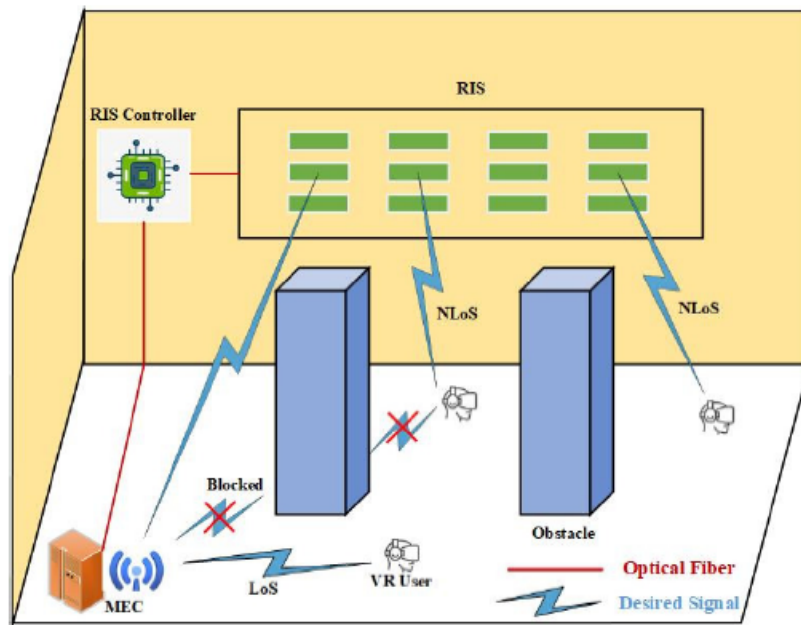 RIS
RIS Controller
NLoS
NLoS
Blocked
Obstacle
VR User
LoS
MEC
Optical Fiber
Desired Signal